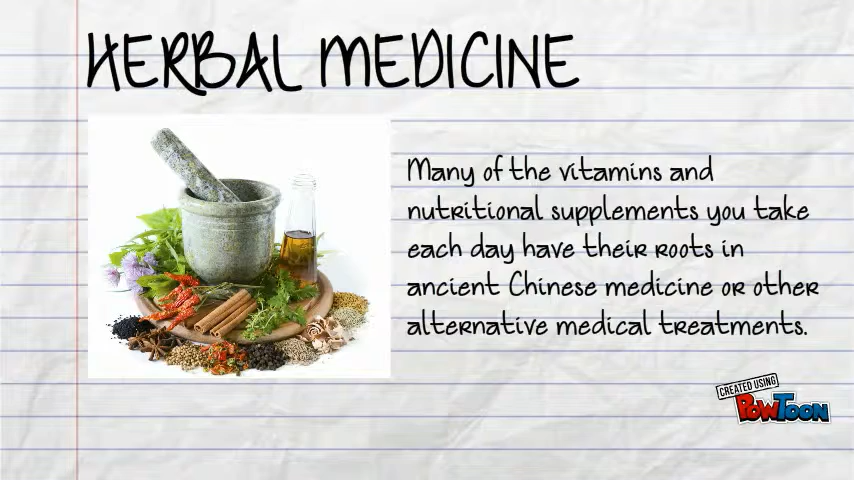 HERBAL MEDICINE
Many of the vitamins and
nutritional supplements you take
each day have their roots in
ancient Chinese medicine or other
alternative medical treatments.
CREATED USING
POWTOON